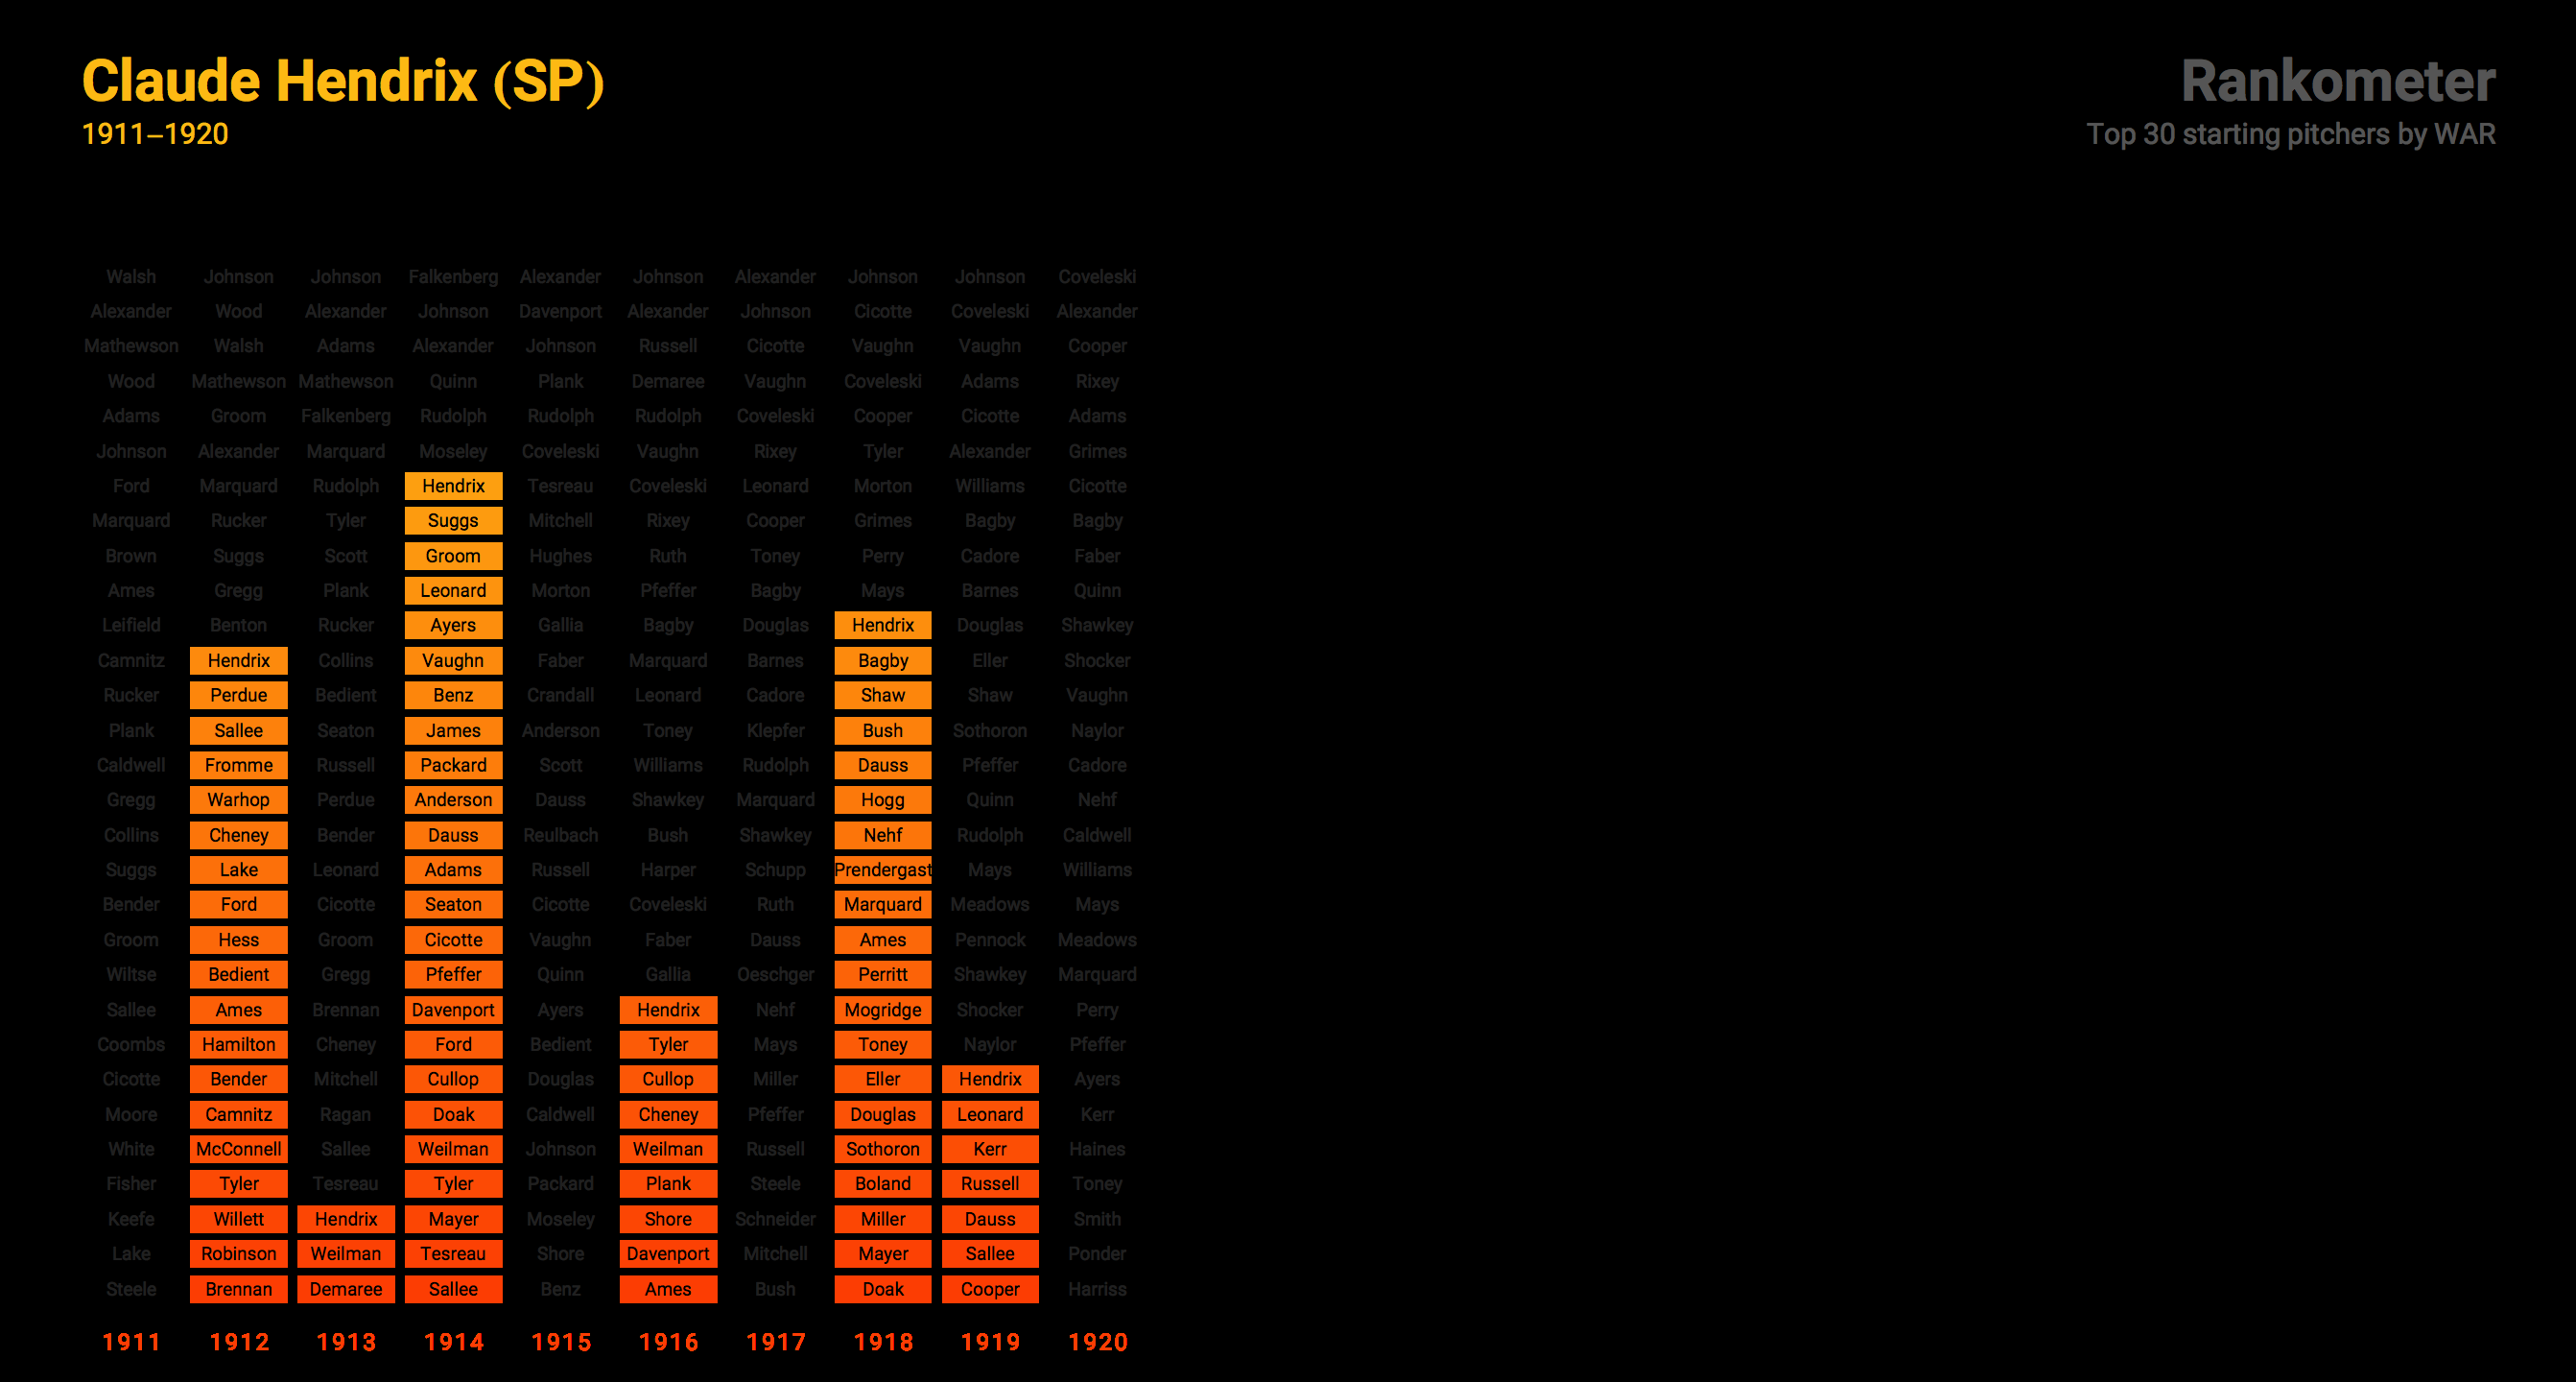 Claude Hendrix (SP)
1911–1920
Rankometer
Top 30 starting pitchers by WAR
Walsh Johnson Johnson Falkenberg Alexander Johnson Alexander Johnson Johnson Coveleski
Alexander Wood Alexander Johnson Davenport Alexander Johnson Cicotte Coveleski Alexander
Mathewson Walsh Adams Alexander Johnson Russell Cicotte Vaughn Vaughn Cooper
Wood Mathewson Mathewson Quinn Plank Demaree Vaughn Coveleski Adams Rixey
Adams Groom Falkenberg Rudolph Rudolph Rudolph Coveleski Cooper Cicotte Adams
Johnson Alexander Marquard Moseley Coveleski Vaughn Rixey Tyler Alexander Grimes
Ford Marquard Rudolph Hendrix Tesreau Coveleski Leonard Morton Williams Cicotte
Marquard Rucker Tyler Suggs Mitchell Rixey Cooper Grimes Bagby Bagby
Brown Suggs Scott Groom Hughes Ruth Toney Perry Cadore Faber
Ames Gregg Plank Leonard Morton Pfeffer Bagby Mays Barnes Quinn
Leifield Benton Rucker Ayers Gallia Bagby Douglas Hendrix Douglas Shawkey
Camnitz Hendrix Collins Vaughn Faber Marquard Barnes Bagby Eller Shocker
Rucker Perdue Bedient Benz Crandall Leonard Cadore Shaw Shaw Vaughn
Plank Sallee Seaton James Anderson Toney Klepfer Bush Sothoron Naylor
Caldwell Fromme Russell Packard Scott Williams Rudolph Dauss Pfeffer Cadore
Gregg Warhop Perdue Anderson Dauss Shawkey Marquard Hogg Quinn Nehf
Collins Cheney Bender Dauss Reulbach Bush Shawkey Nehf Rudolph Caldwell
Suggs Lake Leonard Adams Russell Harper Schupp Prendergast Mays Williams
Bender Ford Cicotte Seaton Cicotte Coveleski Ruth Marquard Meadows Mays
Groom Hess Groom Cicotte Vaughn Faber Dauss Ames Pennock Meadows
Wiltse Bedient Gregg Pfeffer Quinn Gallia Oeschger Perritt Shawkey Marquard
Sallee Ames Brennan Davenport Ayers Hendrix Nehf Mogridge Shocker Perry
Coombs Hamilton Cheney Ford Bedient Tyler Mays Toney Naylor Pfeffer
Cicotte Bender Mitchell Cullop Douglas Cullop Miller Eller Hendrix Ayers
Moore Camnitz Ragan Doak Caldwell Cheney Pfeffer Douglas Leonard Kerr
White McConnell Sallee Weilman Johnson Weilman Russell Sothoron Kerr Haines
Fisher Tyler Tesreau Tyler Packard Plank Steele Boland Russell Toney
Keefe Willett Hendrix Mayer Moseley Shore Schneider Miller Dauss Smith
Lake Robinson Weilman Tesreau Shore Davenport Mitchell Mayer Sallee Ponder
Steele Brennan Demaree Sallee Benz Ames Bush Doak Cooper Harriss
1911 1912 1913 1914 1915 1916 1917 1918 1919 1920